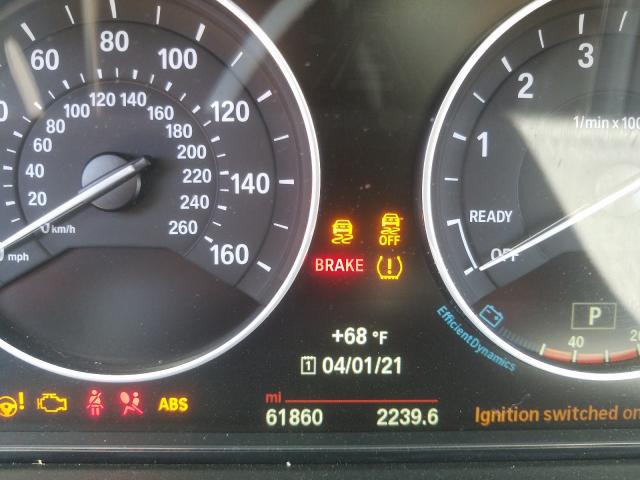 60 80 100 120 140 160
mph
20 40 60 80 100 120 140 160 180 200 220 240 260
km/h
1 2 3
1/min x 100
READY
OFF
OFF
BRAKE
+68 °F
04/01/21
mi
61860 2239.6
ABS
P
40
EfficientDynamics
Ignition switched on